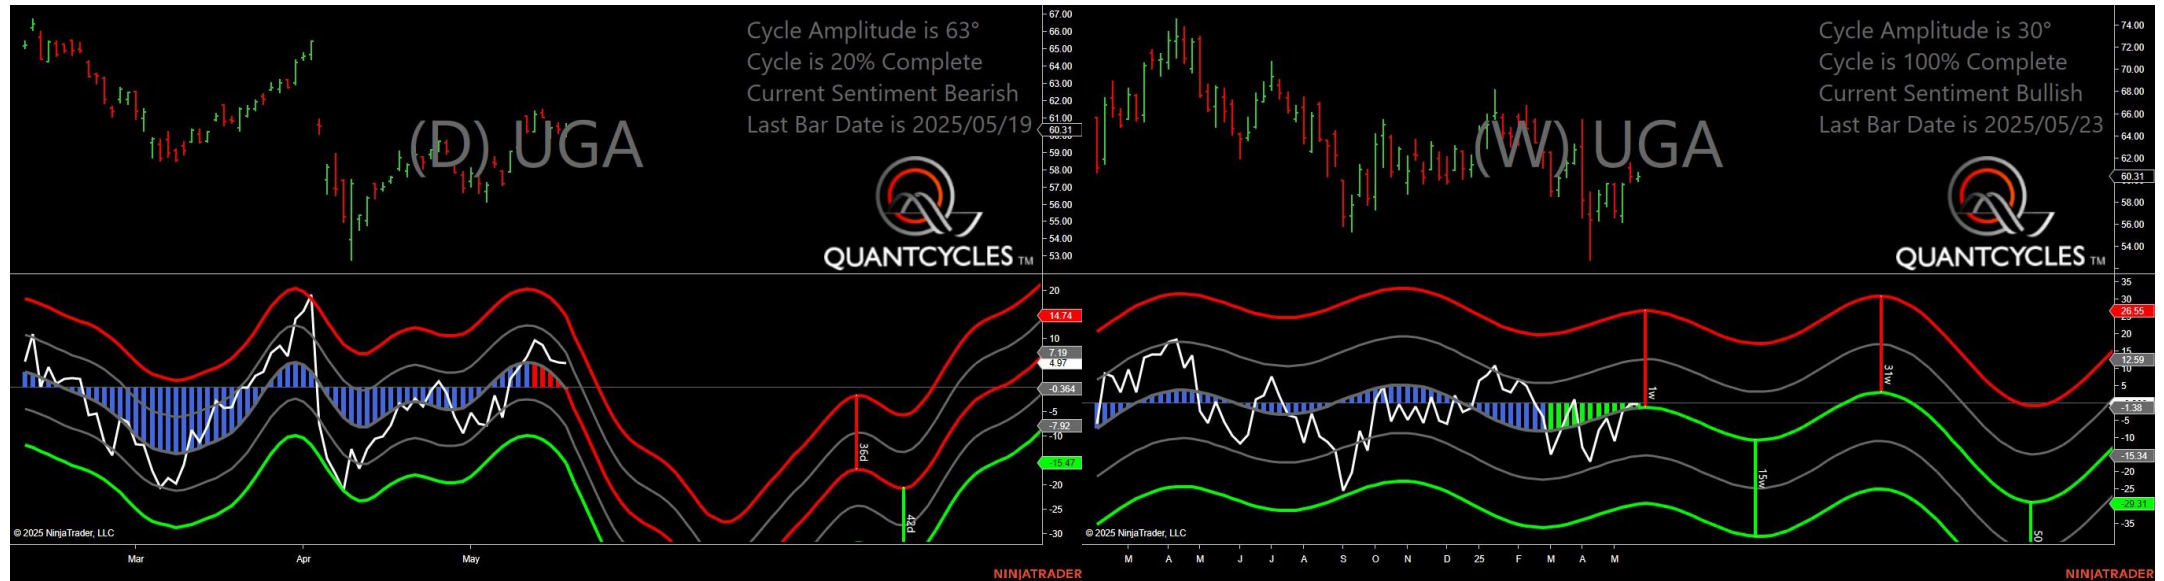 Cycle Amplitude is 63°
Cycle is 20% Complete
Current Sentiment Bearish
Last Bar Date is 2025/05/19
(D) UGA
QUANTCYCLES TM
67.00
66.00
65.00
64.00
63.00
62.00
61.00
60.31
59.00
58.00
57.00
56.00
55.00
54.00
53.00
20
14.74
10
7.19
4.97
-0.364
-5
-7.92
-10
-15.47
-20
-25
-30
36d
42d
© 2025 NinjaTrader, LLC
Mar Apr May
NINJATRADER
Cycle Amplitude is 30°
Cycle is 100% Complete
Current Sentiment Bullish
Last Bar Date is 2025/05/23
(W) UGA
QUANTCYCLES TM
74.00
72.00
70.00
68.00
66.00
64.00
62.00
60.31
58.00
56.00
54.00
35
30
26.55
20
15
12.59
10
5
-1.38
-5
-10
-15.34
-20
-25
-29.31
-35
1w
15w
31w
50
© 2025 NinjaTrader, LLC
M A M J J A S O N D 25 F M A M
NINJATRADER